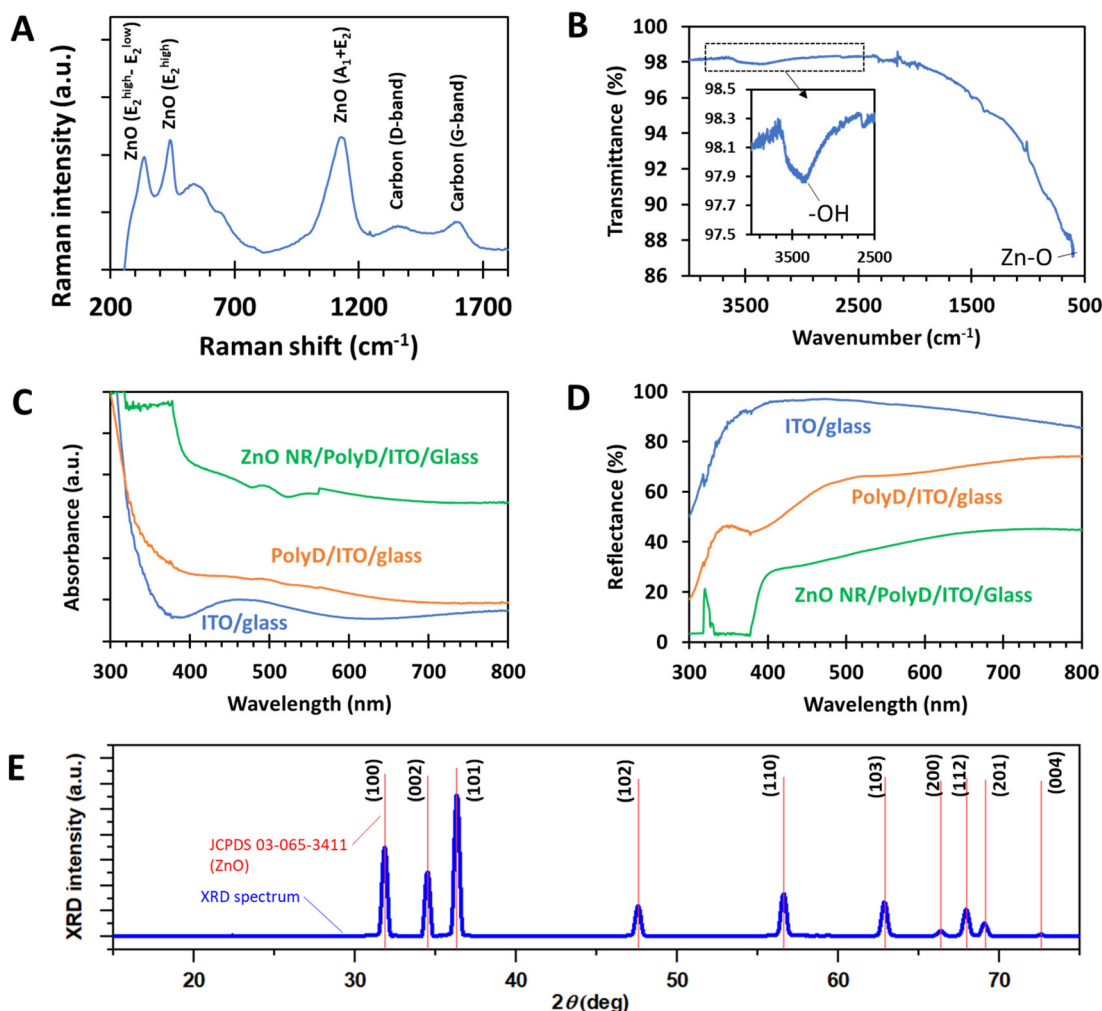 A
Raman intensity (a.u.)
ZnO (E₂ʰⁱᵍʰ- E₂ˡᵒʷ)
ZnO (E₂ʰⁱᵍʰ)
ZnO (A₁+E₂)
Carbon (D-band)
Carbon (G-band)
200 700 1200 1700
Raman shift (cm⁻¹)
B
Transmittance (%)
100
98
96
94
92
90
88
86
98.5
98.3
98.1
97.9
97.7
97.5
3500 2500
-OH
Zn-O
3500 2500 1500 500
Wavenumber (cm⁻¹)
C
Absorbance (a.u.)
ZnO NR/PolyD/ITO/Glass
PolyD/ITO/glass
ITO/glass
300 400 500 600 700 800
Wavelength (nm)
D
Reflectance (%)
100
80
60
40
20
0
ITO/glass
PolyD/ITO/glass
ZnO NR/PolyD/ITO/Glass
300 400 500 600 700 800
Wavelength (nm)
E
XRD intensity (a.u.)
JCPDS 03-065-3411
(ZnO)
XRD spectrum
(100)
(002)
(101)
(102)
(110)
(103)
(200)
(112)
(201)
(004)
20 30 40 50 60 70
2θ(deg)